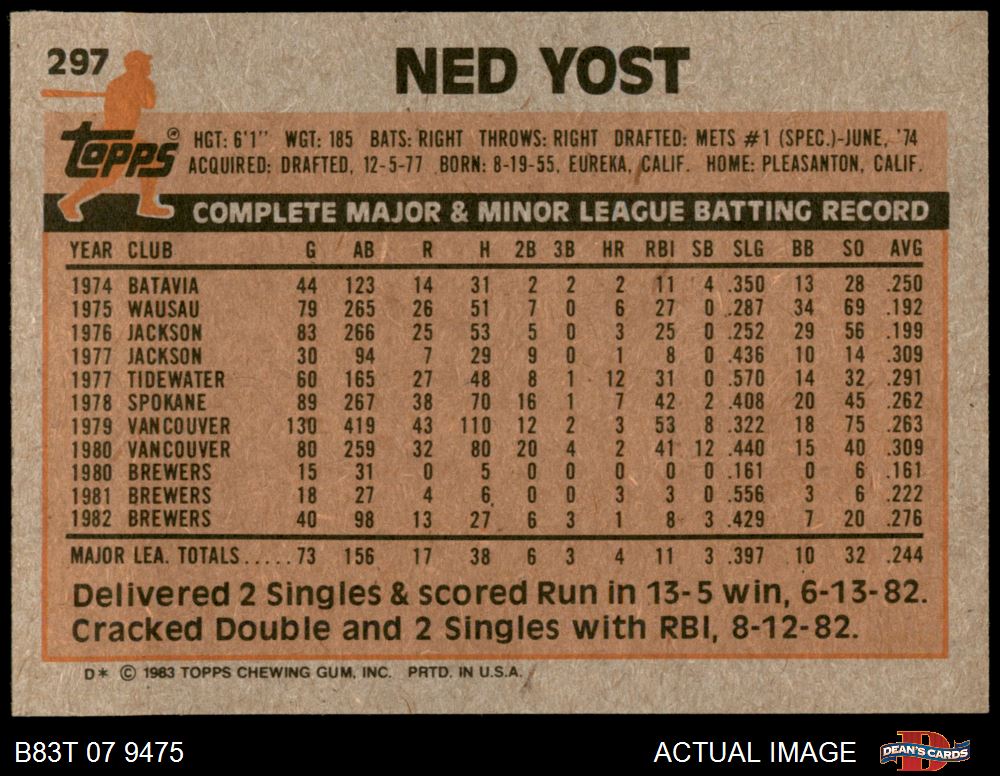 297
NED YOST
topps®
HGT: 6'1" WGT: 185 BATS: RIGHT THROWS: RIGHT DRAFTED: METS #1 (SPEC.)-JUNE, '74
ACQUIRED: DRAFTED, 12-5-77 BORN: 8-19-55, EUREKA, CALIF. HOME: PLEASANTON, CALIF.
COMPLETE MAJOR & MINOR LEAGUE BATTING RECORD
YEAR CLUB G AB R H 2B 3B HR RBI SB SLG BB SO AVG
1974 BATAVIA 44 123 14 31 2 2 2 11 4 .350 13 28 .250
1975 WAUSAU 79 265 26 51 7 0 6 27 0 .287 34 69 .192
1976 JACKSON 83 266 25 53 5 0 3 25 0 .252 29 56 .199
1977 JACKSON 30 94 7 29 9 0 1 8 0 .436 10 14 .309
1977 TIDEWATER 60 165 27 48 8 1 12 31 0 .570 14 32 .291
1978 SPOKANE 89 267 38 70 16 1 7 42 2 .408 20 45 .262
1979 VANCOUVER 130 419 43 110 12 2 3 53 8 .322 18 75 .263
1980 VANCOUVER 80 259 32 80 20 4 2 41 12 .440 15 40 .309
1980 BREWERS 15 31 0 5 0 0 0 0 0 .161 0 6 .161
1981 BREWERS 18 27 4 6 0 0 3 3 0 .556 3 6 .222
1982 BREWERS 40 98 13 27 6 3 1 8 3 .429 7 20 .276
MAJOR LEA. TOTALS..... 73 156 17 38 6 3 4 11 3 .397 10 32 .244
Delivered 2 Singles & scored Run in 13-5 win, 6-13-82.
Cracked Double and 2 Singles with RBI, 8-12-82.
D* © 1983 TOPPS CHEWING GUM, INC. PRTD. IN U.S.A.
B83T 07 9475 ACTUAL IMAGE DEAN'S CARDS